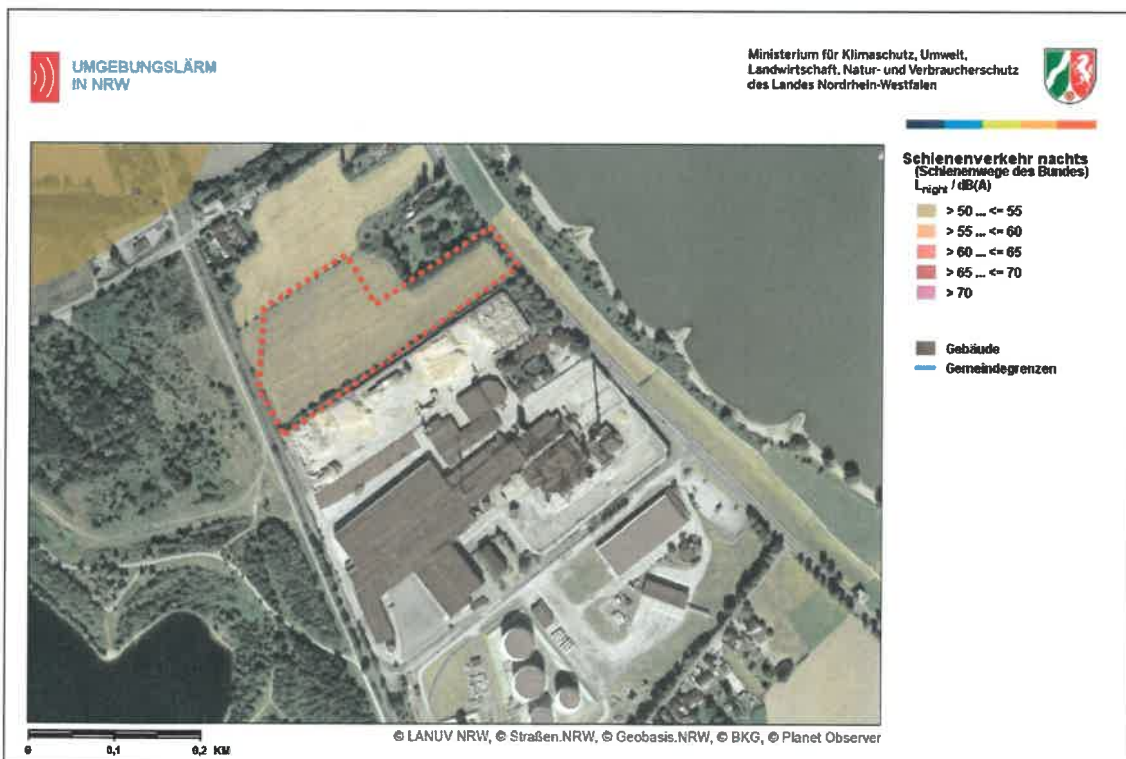 UMGEBUNGSLÄRM
IN NRW
Ministerium für Klimaschutz, Umwelt,
Landwirtschaft, Natur- und Verbraucherschutz
des Landes Nordrhein-Westfalen
Schienenverkehr nachts
(Schienenwege des Bundes)
Lnight / dB(A)
> 50 ... <= 55
> 55 ... <= 60
> 60 ... <= 65
> 65 ... <= 70
> 70
Gebäude
Gemeindegrenzen
0 0,1 0,2 KM
© LANUV NRW, © Straßen.NRW, © Geobasis.NRW, © BKG, © Planet Observer